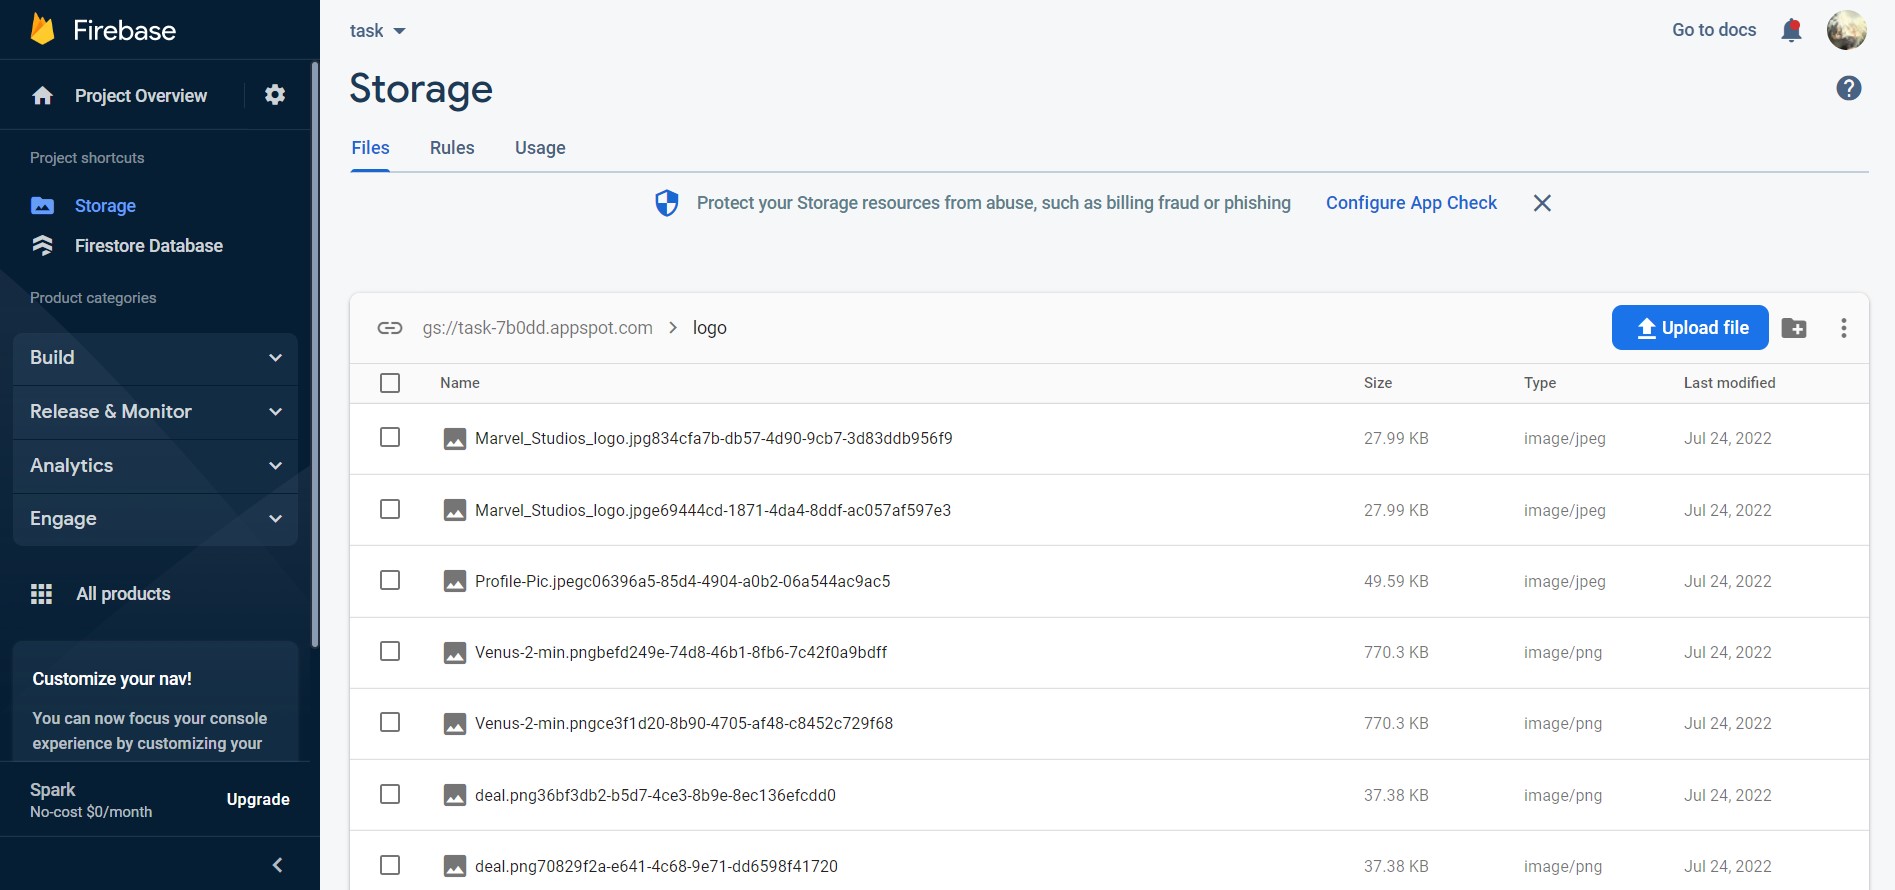 Firebase
Project Overview
Project shortcuts
Storage
Firestore Database
Product categories
Build
Release & Monitor
Analytics
Engage
All products
Customize your nav!
You can now focus your console
experience by customizing your
Spark
No-cost $0/month
Upgrade
task
Go to docs
Storage
Files Rules Usage
Protect your Storage resources from abuse, such as billing fraud or phishing Configure App Check
gs://task-7b0dd.appspot.com > logo
Upload file
Name Size Type Last modified
Marvel_Studios_logo.jpg834cfa7b-db57-4d90-9cb7-3d83ddb956f9 27.99 KB image/jpeg Jul 24, 2022
Marvel_Studios_logo.jpge69444cd-1871-4da4-8ddf-ac057af597e3 27.99 KB image/jpeg Jul 24, 2022
Profile-Pic.jpegc06396a5-85d4-4904-a0b2-06a544ac9ac5 49.59 KB image/jpeg Jul 24, 2022
Venus-2-min.pngbefd249e-74d8-46b1-8fb6-7c42f0a9bdff 770.3 KB image/png Jul 24, 2022
Venus-2-min.pngce3f1d20-8b90-4705-af48-c8452c729f68 770.3 KB image/png Jul 24, 2022
deal.png36bf3db2-b5d7-4ce3-8b9e-8ec136efcdd0 37.38 KB image/png Jul 24, 2022
deal.png70829f2a-e641-4c68-9e71-dd6598f41720 37.38 KB image/png Jul 24, 2022